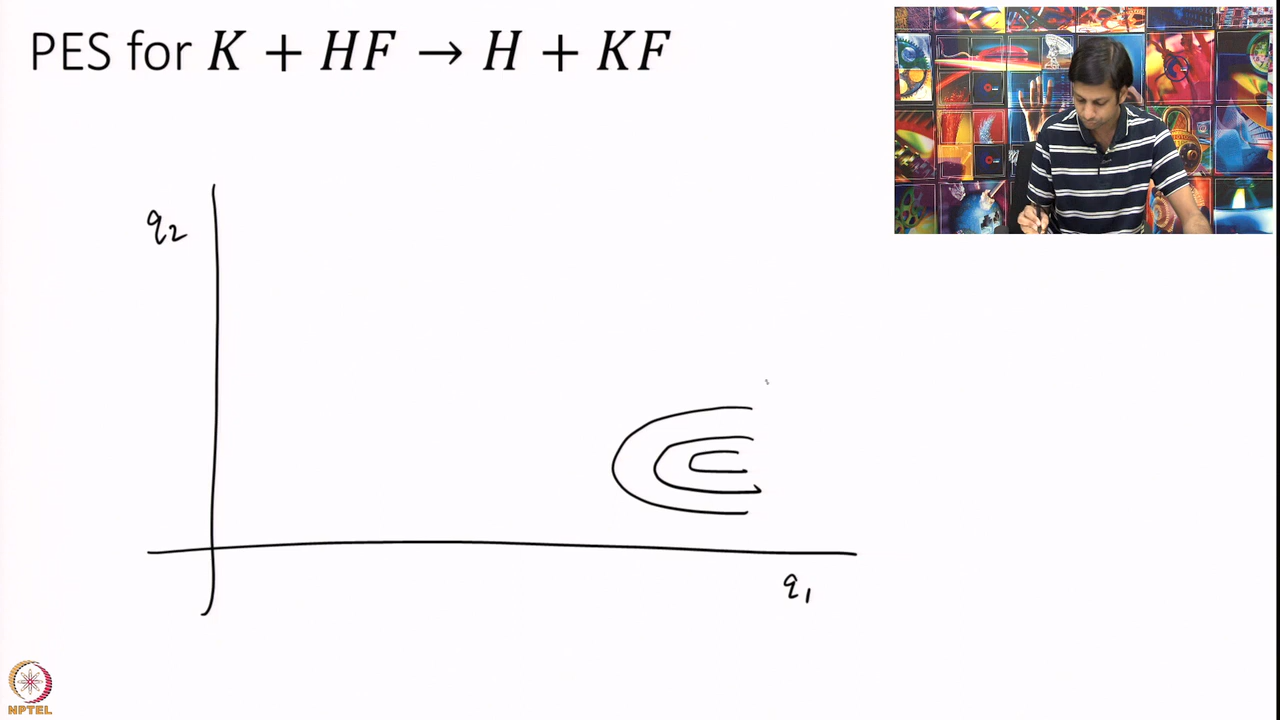 PES for K + HF → H + KF
q₂
q₁
NPTEL